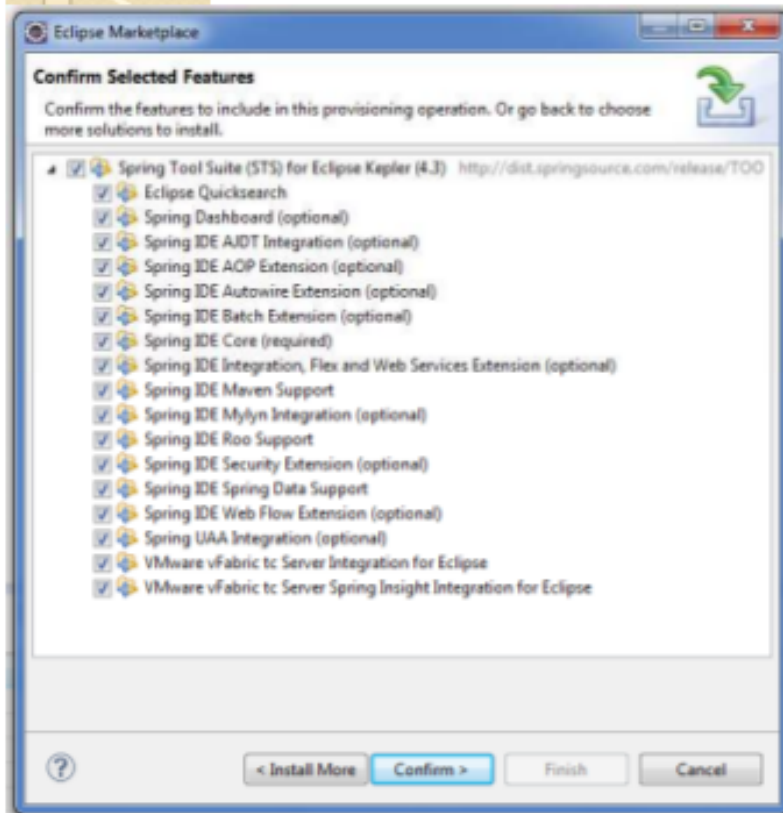 Eclipse Marketplace
Confirm Selected Features
Confirm the features to include in this provisioning operation. Or go back to choose
more solutions to install.
Spring Tool Suite (STS) for Eclipse Kepler (4.3) http://dist.springsource.com/release/TOO
Eclipse Quicksearch
Spring Dashboard (optional)
Spring IDE AJDT Integration (optional)
Spring IDE AOP Extension (optional)
Spring IDE Autowire Extension (optional)
Spring IDE Batch Extension (optional)
Spring IDE Core (required)
Spring IDE Integration, Flex and Web Services Extension (optional)
Spring IDE Maven Support
Spring IDE Mylyn Integration (optional)
Spring IDE Roo Support
Spring IDE Security Extension (optional)
Spring IDE Spring Data Support
Spring IDE Web Flow Extension (optional)
Spring UAA Integration (optional)
VMware vFabric tc Server Integration for Eclipse
VMware vFabric tc Server Spring Insight Integration for Eclipse
?
< Install More Confirm > Finish Cancel